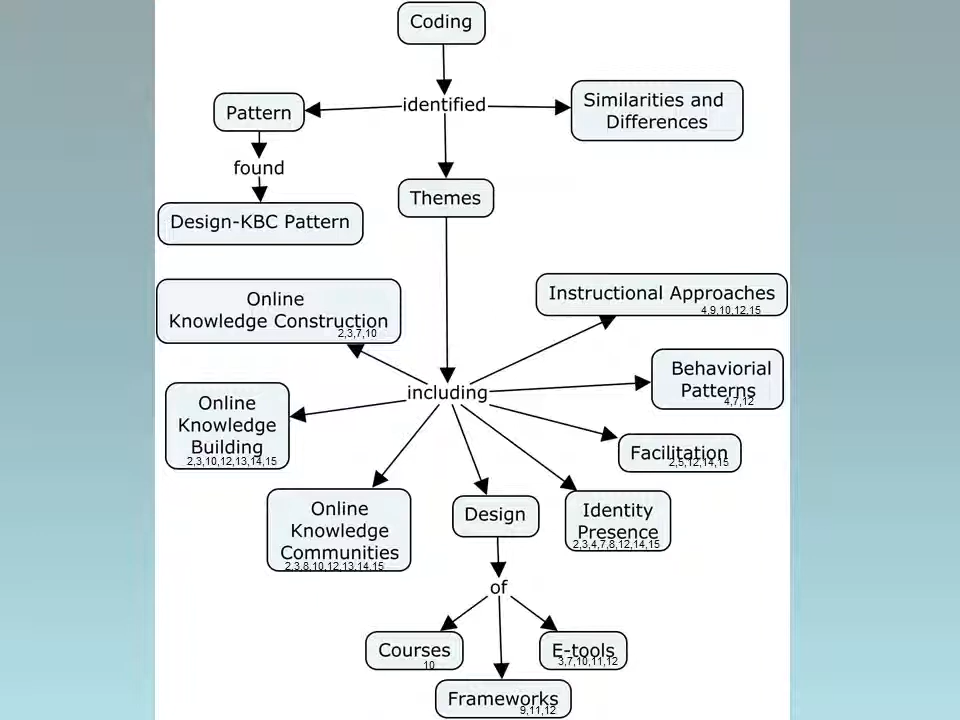 Coding
identified
Pattern
Similarities and
Differences
found
Themes
Design-KBC Pattern
Online
Knowledge Construction
2,3,7,10
Instructional Approaches
4,9,10,12,15
including
Behaviorial
Patterns
4,7,12
Online
Knowledge
Building
2,3,10,12,13,14,15
Facilitation
2,5,12,14,15
Online
Knowledge
Communities
2,3,8,10,12,13,14,15
Design
Identity
Presence
2,3,4,7,8,12,14,15
of
Courses
10
E-tools
3,7,10,11,12
Frameworks
9,11,12